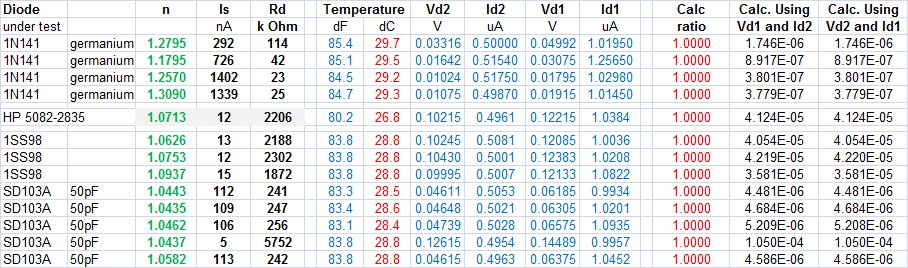 Diode n Is Rd Temperature Vd2 Id2 Vd1 Id1 Calc Calc. Using Calc. Using
under test nA k Ohm dF dC V uA V uA ratio Vd1 and Id2 Vd2 and Id1
1N141 germanium 1.2795 292 114 85.4 29.7 0.03316 0.50000 0.04992 1.01950 1.0000 1.746E-06 1.746E-06
1N141 germanium 1.1795 726 42 85.1 29.5 0.01642 0.51540 0.03075 1.25650 1.0000 8.917E-07 8.917E-07
1N141 germanium 1.2570 1402 23 84.5 29.2 0.01024 0.51750 0.01795 1.02980 1.0000 3.801E-07 3.801E-07
1N141 germanium 1.3090 1339 25 84.7 29.3 0.01075 0.49870 0.01915 1.01450 1.0000 3.779E-07 3.779E-07
HP 5082-2835 1.0713 12 2206 80.2 26.8 0.10215 0.4961 0.12215 1.0384 1.0000 4.124E-05 4.124E-05
1SS98 1.0626 13 2188 83.8 28.8 0.10245 0.5081 0.12085 1.0036 1.0000 4.054E-05 4.054E-05
1SS98 1.0753 12 2302 83.8 28.8 0.10430 0.5001 0.12383 1.0208 1.0000 4.219E-05 4.220E-05
1SS98 1.0937 15 1872 83.8 28.8 0.09995 0.5007 0.12133 1.0822 1.0000 3.581E-05 3.581E-05
SD103A 50pF 1.0443 112 241 83.3 28.5 0.04611 0.5053 0.06185 0.9934 1.0000 4.481E-06 4.481E-06
SD103A 50pF 1.0435 109 247 83.4 28.6 0.04648 0.5021 0.06305 1.0201 1.0000 4.684E-06 4.684E-06
SD103A 50pF 1.0462 106 256 83.1 28.4 0.04739 0.5028 0.06575 1.0935 1.0000 5.209E-06 5.208E-06
SD103A 50pF 1.0437 5 5752 83.8 28.8 0.12615 0.4954 0.14489 0.9957 1.0000 1.050E-04 1.050E-04
SD103A 50pF 1.0582 113 242 83.8 28.8 0.04615 0.4963 0.06375 1.0452 1.0000 4.586E-06 4.586E-06